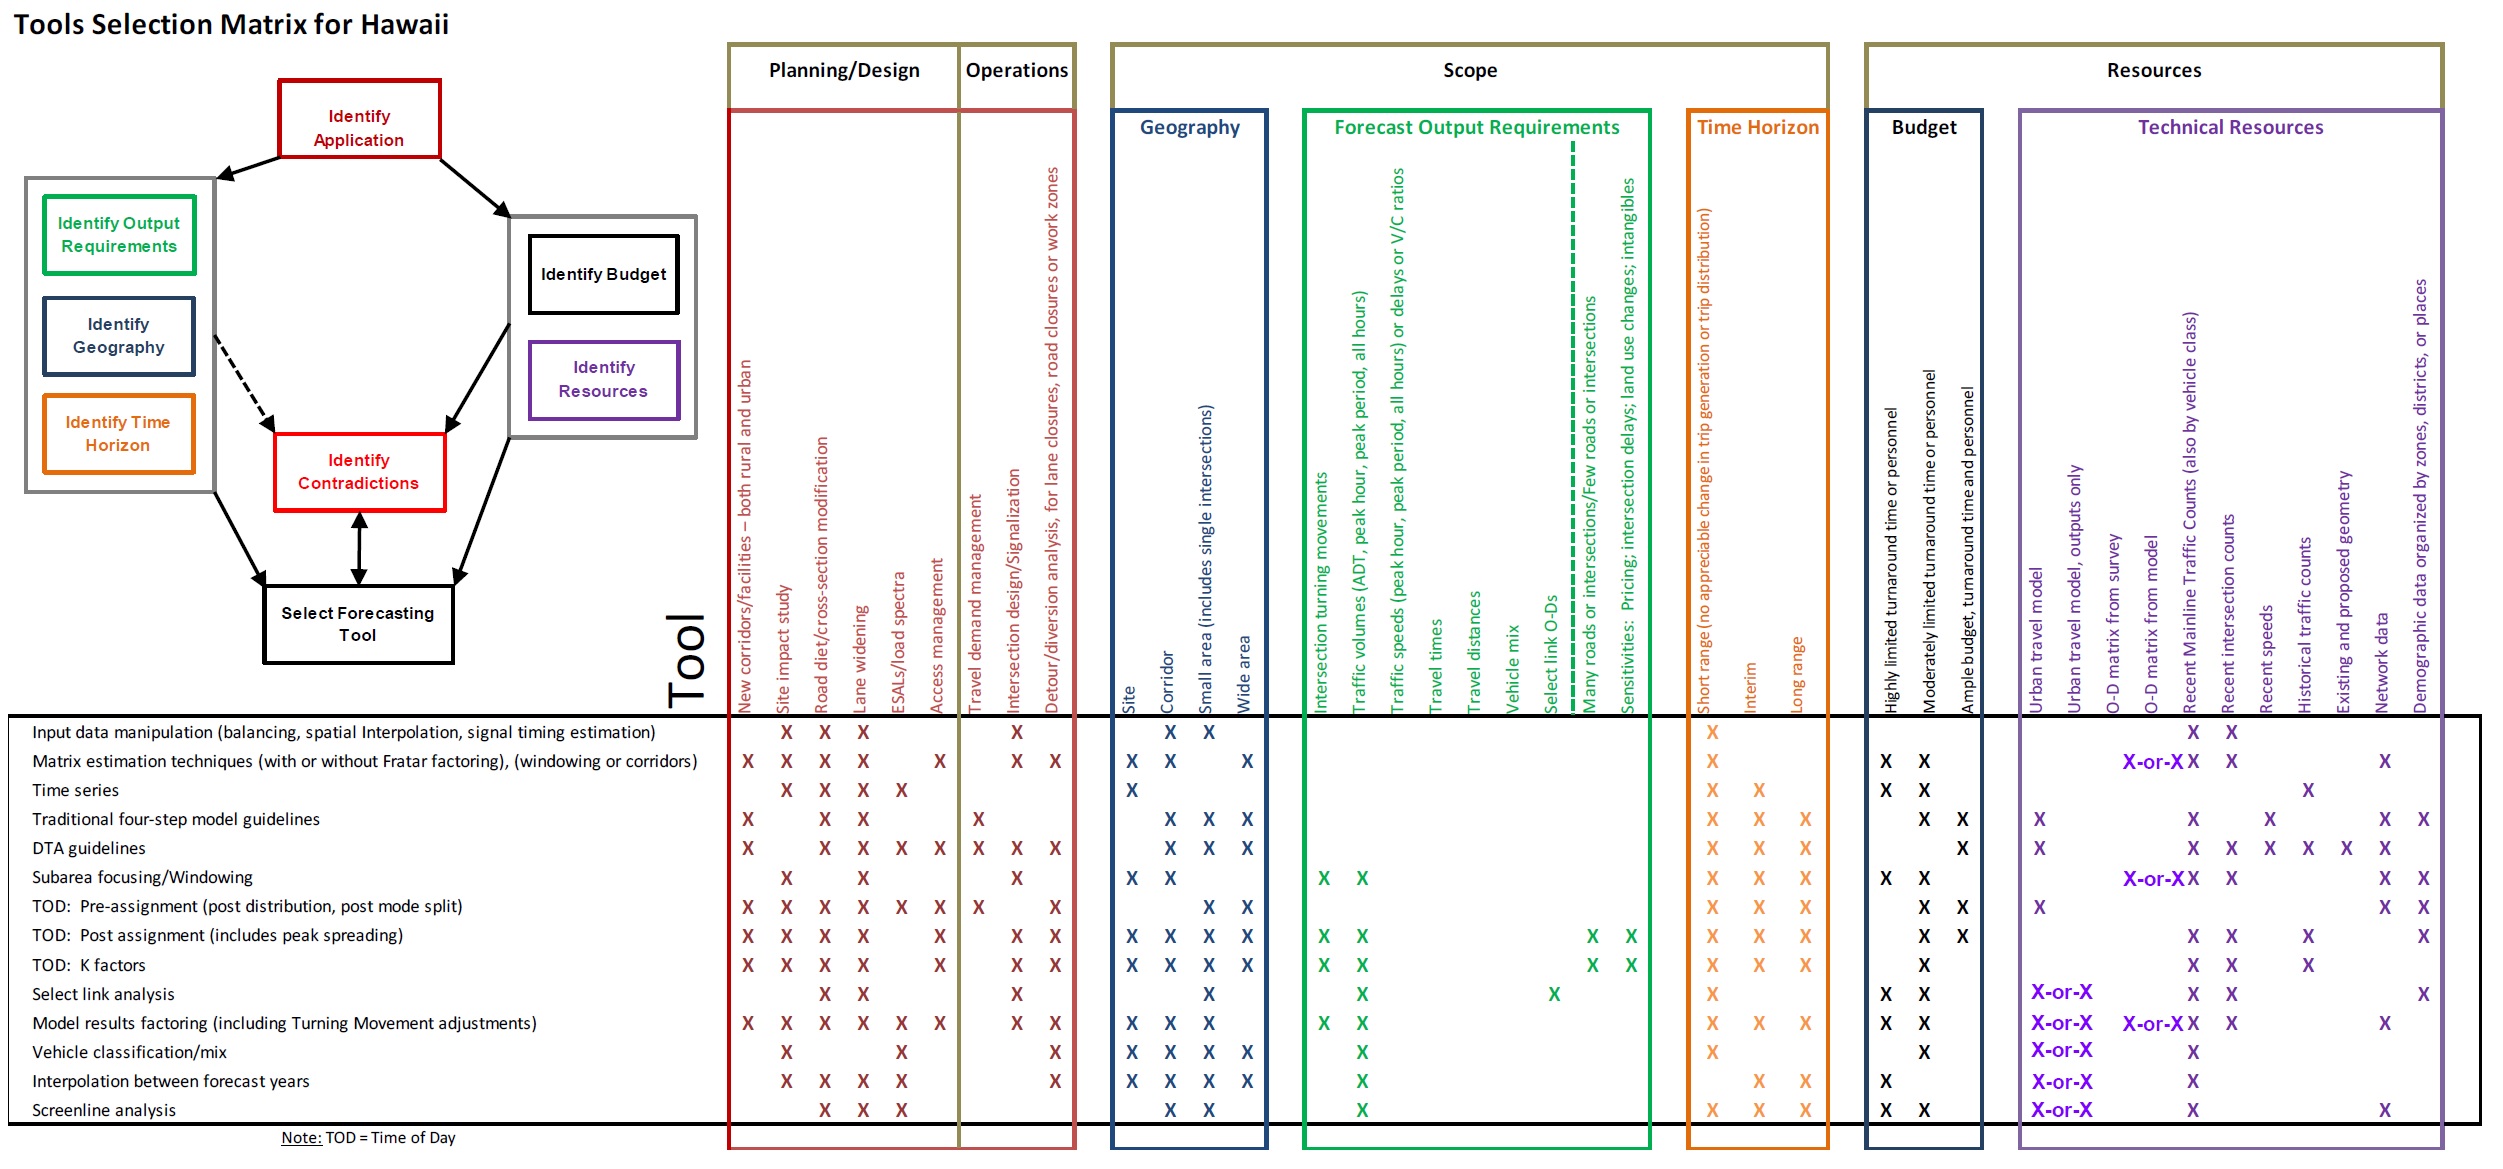 Tools Selection Matrix for Hawaii
Identify
Application
Identify Output
Requirements
Identify
Geography
Identify Time
Horizon
Identify Budget
Identify
Resources
Identify
Contradictions
Select Forecasting
Tool
Tool
Planning/Design
Operations
Scope
Resources
Geography
Forecast Output Requirements
Time Horizon
Budget
Technical Resources
New corridors/facilities – both rural and urban
Site impact study
Road diet/cross-section modification
Lane widening
ESALs/load spectra
Access management
Travel demand management
Intersection design/Signalization
Detour/diversion analysis, for lane closures, road closures or work zones
Site
Corridor
Small area (includes single intersections)
Wide area
Intersection turning movements
Traffic volumes (ADT, peak hour, peak period, all hours)
Traffic speeds (peak hour, peak period, all hours) or delays or V/C ratios
Travel times
Travel distances
Vehicle mix
Select link O-Ds
Many roads or intersections/Few roads or intersections
Sensitivities: Pricing; intersection delays; land use changes; intangibles
Short range (no appreciable change in trip generation or trip distribution)
Interim
Long range
Highly limited turnaround time or personnel
Moderately limited turnaround time or personnel
Ample budget, turnaround time and personnel
Urban travel model
Urban travel model, outputs only
O-D matrix from survey
O-D matrix from model
Recent Mainline Traffic Counts (also by vehicle class)
Recent intersection counts
Recent speeds
Historical traffic counts
Existing and proposed geometry
Network data
Demographic data organized by zones, districts, or places
Input data manipulation (balancing, spatial Interpolation, signal timing estimation) X X X X X X X X X
Matrix estimation techniques (with or without Fratar factoring), (windowing or corridors) X X X X X X X X X X X X X X-or-X X X X
Time series X X X X X X X X X X
Traditional four-step model guidelines X X X X X X X X X X X X X X X X X
DTA guidelines X X X X X X X X X X X X X X X X X X X X X X
Subarea focusing/Windowing X X X X X X X X X X X X X-or-X X X X X
TOD: Pre-assignment (post distribution, post mode split) X X X X X X X X X X X X X X X X X X
TOD: Post assignment (includes peak spreading) X X X X X X X X X X X X X X X X X X X X X X X X
TOD: K factors X X X X X X X X X X X X X X X X X X X X X X
Select link analysis X X X X X X X X X X-or-X X X X
Model results factoring (including Turning Movement adjustments) X X X X X X X X X X X X X X X X X X X-or-X X-or-X X X X
Vehicle classification/mix X X X X X X X X X X X-or-X X
Interpolation between forecast years X X X X X X X X X X X X X X-or-X X
Screenline analysis X X X X X X X X X X X X-or-X X X
Note: TOD = Time of Day